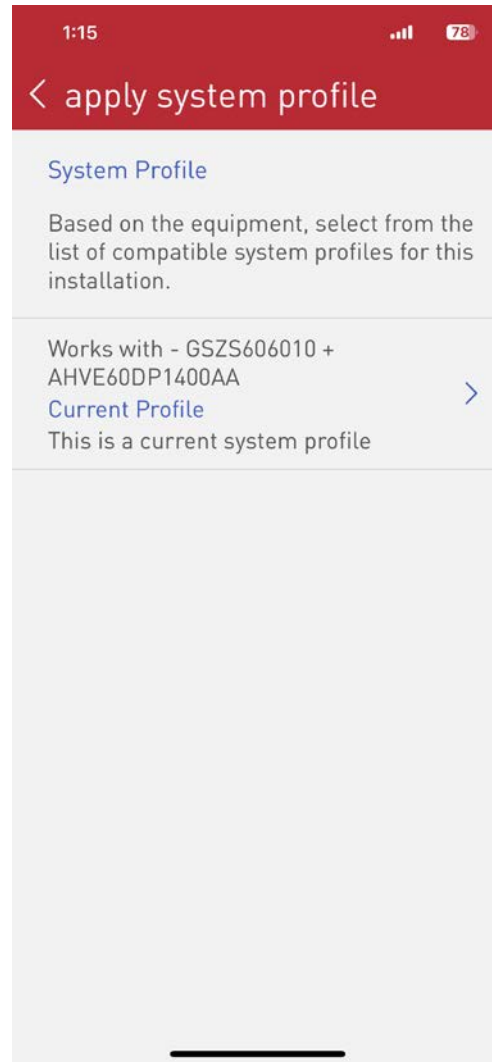 1:15
78
apply system profile
System Profile
Based on the equipment, select from the
list of compatible system profiles for this
installation.
Works with - GSZS606010 +
AHVE60DP1400AA
Current Profile
This is a current system profile